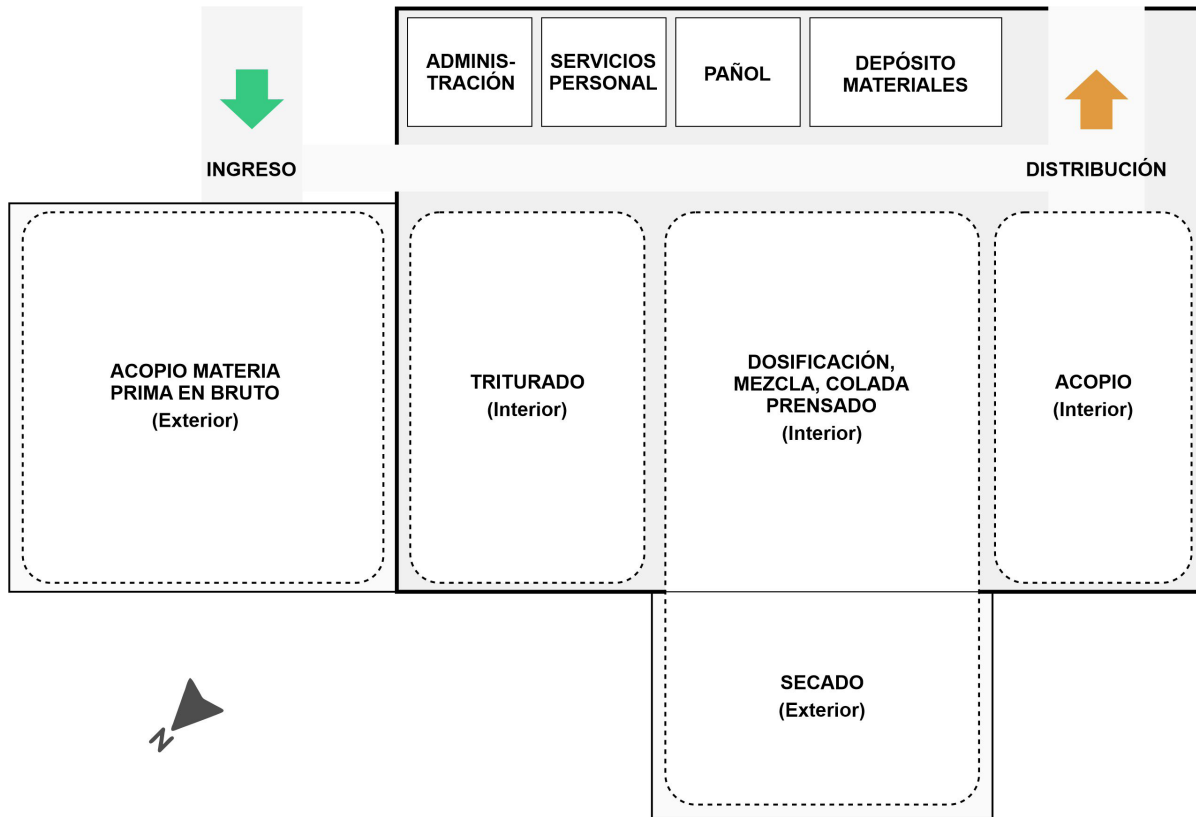 ADMINIS-
TRACIÓN
SERVICIOS
PERSONAL
PAÑOL
DEPÓSITO
MATERIALES
INGRESO
DISTRIBUCIÓN
ACOPIO MATERIA
PRIMA EN BRUTO
(Exterior)
TRITURADO
(Interior)
DOSIFICACIÓN,
MEZCLA, COLADA
PRENSADO
(Interior)
ACOPIO
(Interior)
SECADO
(Exterior)
N